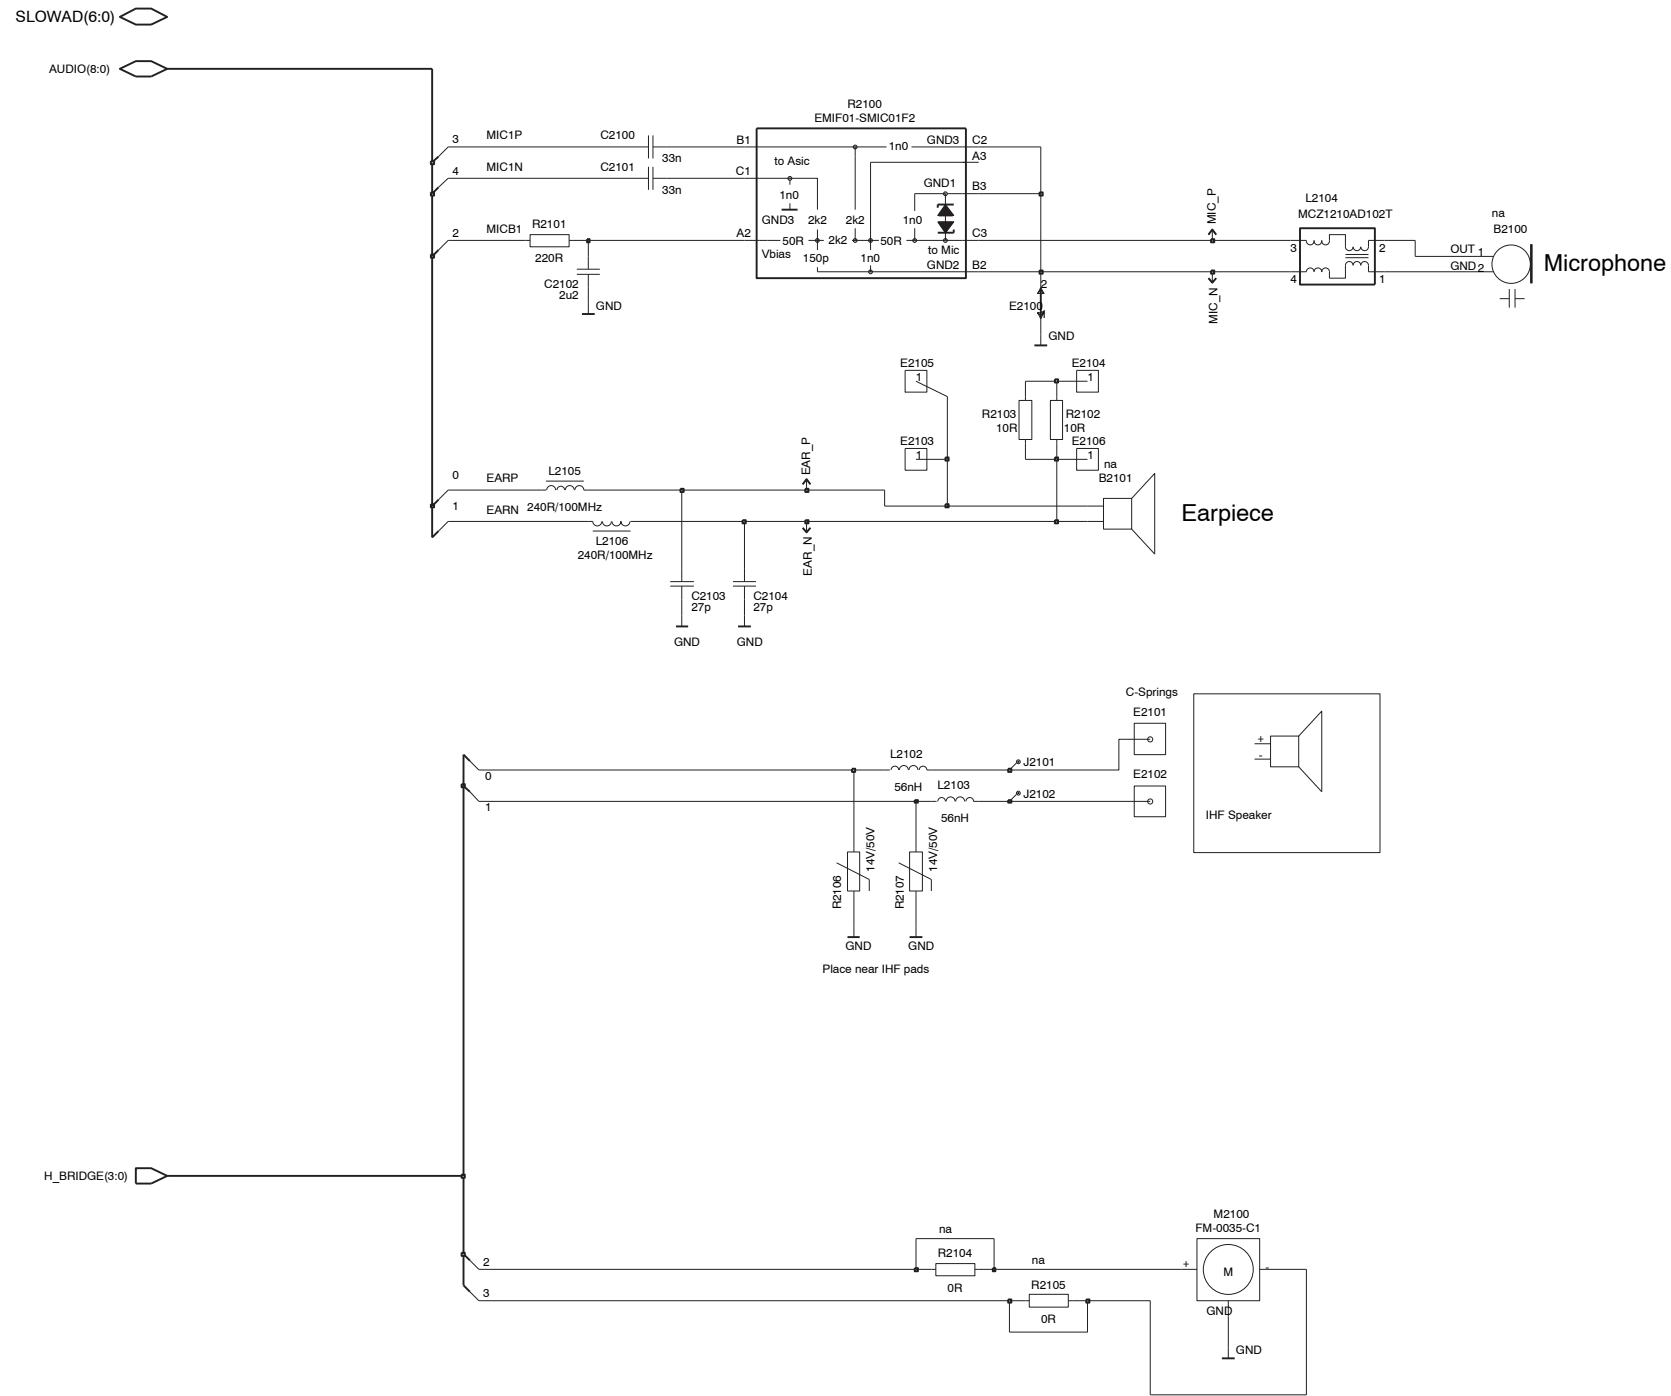 SLOWAD(6:0)
AUDIO(8:0)
R2100
EMIF01-SMIC01F2
3 MIC1P C2100 33n B1
4 MIC1N C2101 33n C1
2 MICB1 R2101 220R A2
C2102
2u2
GND
to Asic
1n0
GND3 2k2 2k2 1n0
50R 2k2 50R
Vbias 150p 1n0 to Mic
1n0 GND3 C2
A3
GND1 B3
C3
GND2 B2
2
E2100
1
GND
MIC_P
MIC_N
L2104
MCZ1210AD102T
3 2
4 1
na
B2100
OUT 1
GND 2
Microphone
E2105
1
E2104
1
R2103
10R
R2102
10R
E2103
1
E2106
1
na
B2101
Earpiece
0 EARP L2105
240R/100MHz
1 EARN
L2106
240R/100MHz
EAR_P
EAR_N
C2103
27p
C2104
27p
GND GND
C-Springs
E2101
E2102
+
-
IHF Speaker
0 L2102
56nH
J2101
1 L2103
56nH
J2102
R2106 14V/50V
R2107 14V/50V
GND GND
Place near IHF pads
H_BRIDGE(3:0)
M2100
FM-0035-C1
na
2 R2104 na + M -
0R
3 R2105
0R
GND
GND